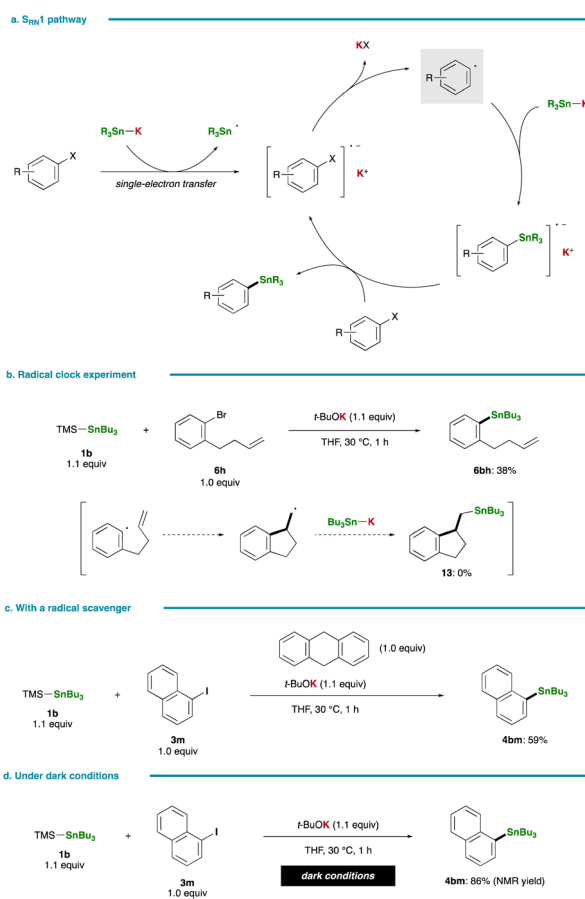 a. SRN1 pathway
KX
R
R3Sn—K
R3Sn•
R3Sn—K
X
R
single-electron transfer
X
R
• –
K+
SnR3
R
• –
K+
SnR3
R
X
R
b. Radical clock experiment
TMS—SnBu3
1b
1.1 equiv
+
Br
6h
1.0 equiv
t-BuOK (1.1 equiv)
THF, 30 °C, 1 h
SnBu3
6bh: 38%
Bu3Sn—K
SnBu3
13: 0%
c. With a radical scavenger
(1.0 equiv)
TMS—SnBu3
1b
1.1 equiv
+
I
3m
1.0 equiv
t-BuOK (1.1 equiv)
THF, 30 °C, 1 h
SnBu3
4bm: 59%
d. Under dark conditions
TMS—SnBu3
1b
1.1 equiv
+
I
3m
1.0 equiv
t-BuOK (1.1 equiv)
THF, 30 °C, 1 h
dark conditions
SnBu3
4bm: 86% (NMR yield)